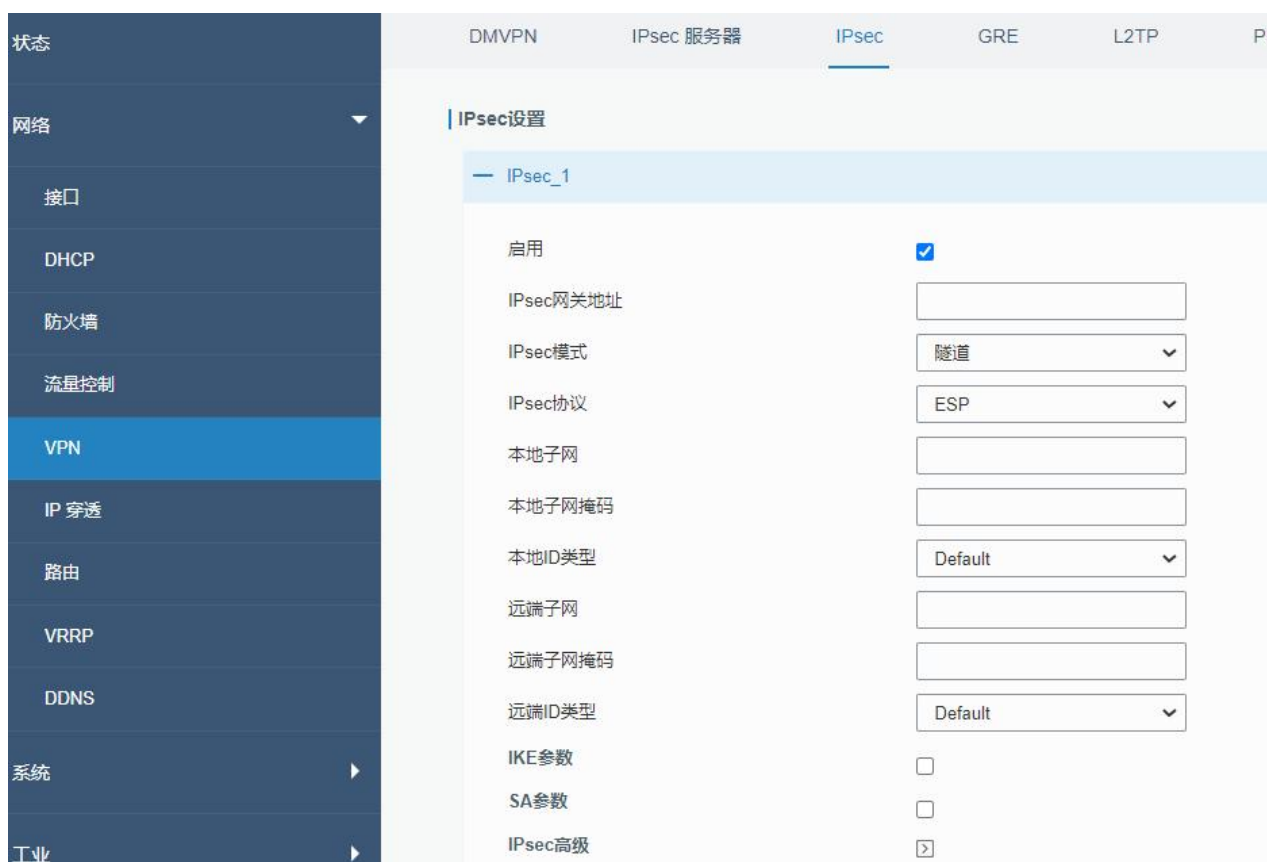 状态
网络
接口
DHCP
防火墙
流量控制
VPN
IP 穿透
路由
VRRP
DDNS
系统
工业
DMVPN IPsec 服务器 IPsec GRE L2TP P
IPsec设置
IPsec_1
启用
IPsec网关地址
IPsec模式 隧道
IPsec协议 ESP
本地子网
本地子网掩码
本地ID类型 Default
远端子网
远端子网掩码
远端ID类型 Default
IKE参数
SA参数
IPsec高级